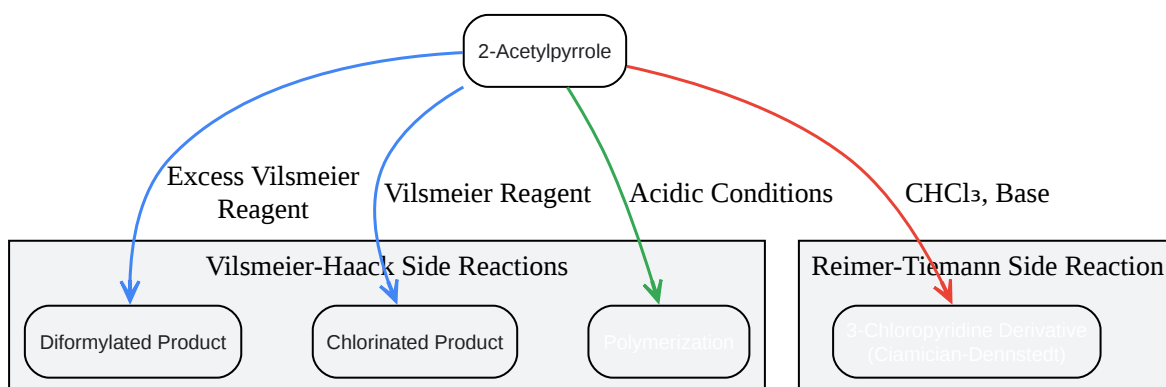 2-Acetylpyrrole
Excess Vilsmeier
Reagent
Vilsmeier Reagent
Acidic Conditions
CHCl₃, Base
Vilsmeier-Haack Side Reactions
Reimer-Tiemann Side Reaction
Diformylated Product
Chlorinated Product
Polymerization
3-Chloropyridine Derivative
(Ciamician-Dennstedt)